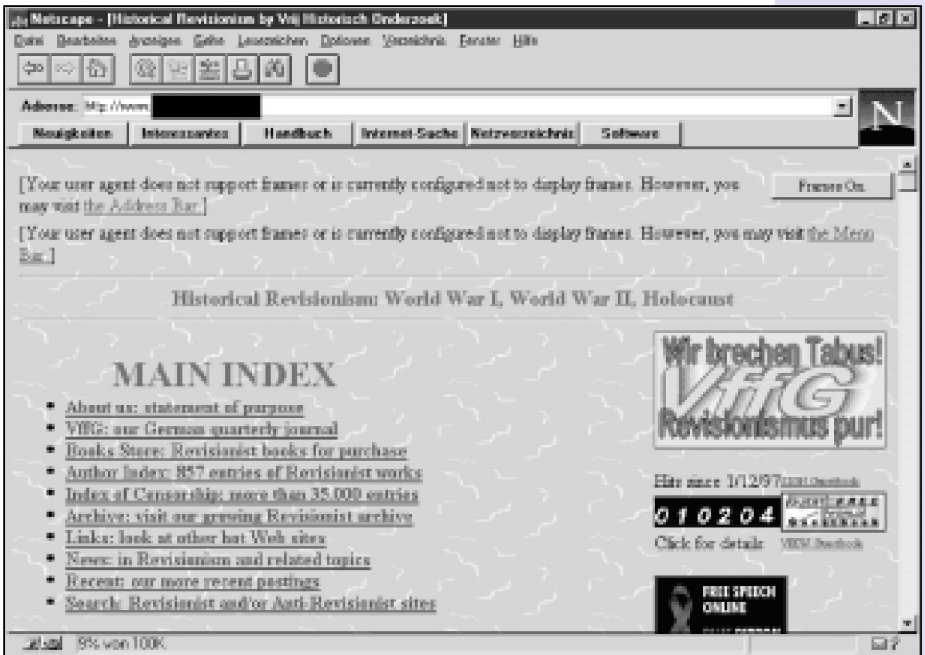 Netscape - [Historical Revisionism by Vrij Historisch Onderzoek]
Datei Bearbeiten Anzeigen Gehe Lesezeichen Optionen Verzeichnis Fenster Hilfe
Adresse: http://www.
Neuigkeiten Interessantes Handbuch Internet-Suche Netzverzeichnis Software
[Your user agent does not support frames or is currently configured not to display frames. However, you
may visit the Address Bar.]
Frames On
[Your user agent does not support frames or is currently configured not to display frames. However, you may visit the Menu
Bar.]
Historical Revisionism: World War I, World War II, Holocaust
MAIN INDEX
About us: statement of purpose
VffG: our German quarterly journal
Books Store: Revisionist books for purchase
Author Index: 857 entries of Revisionist works
Index of Censorship: more than 35.000 entries
Archive: visit our growing Revisionist archive
Links: look at other hot Web sites
News: in Revisionism and related topics
Recent: our more recent postings
Search: Revisionist and/or Anti-Revisionist sites
Wir brechen Tabus!
VffG
Revisionismus pur!
Hits since 1/12/97
010204
Click for details VIEW Guestbook
FREE SPEECH
ONLINE
9% von 100K